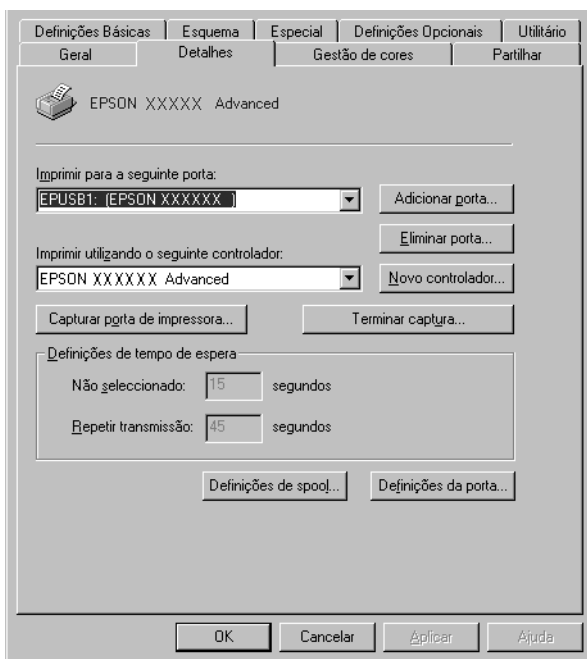 Definições Básicas Esquema Especial Definições Opcionais Utilitário
Geral Detalhes Gestão de cores Partilhar
EPSON XXXXX Advanced
Imprimir para a seguinte porta:
EPUSB1: (EPSON XXXXXX ) Adicionar porta...
Eliminar porta...
Imprimir utilizando o seguinte controlador:
EPSON XXXXXX Advanced Novo controlador...
Capturar porta de impressora... Terminar captura...
Definições de tempo de espera
Não seleccionado: 15 segundos
Repetir transmissão: 45 segundos
Definições de spool... Definições da porta...
OK Cancelar Aplicar Ajuda